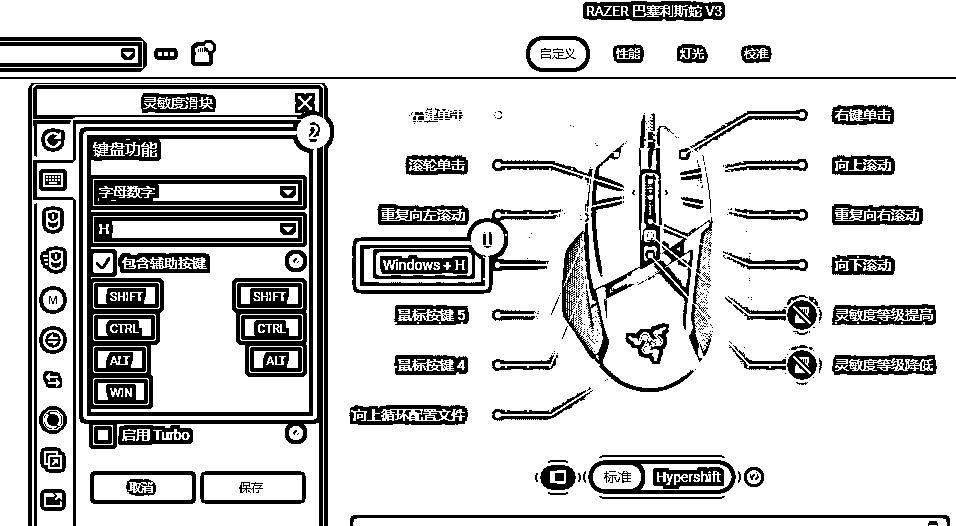 RAZER 巴塞利斯蛇 V3
自定义 性能 灯光 校准
灵敏度滑块
2
键盘功能
字母数字
H
包含辅助按键
SHIFT SHIFT
CTRL CTRL
ALT ALT
WIN
启用 Turbo
取消 保存
左键单击
滚轮单击
重复向左滚动
Windows + H
鼠标按键 5
鼠标按键 4
向上循环配置文件
右键单击
向上滚动
重复向右滚动
向下滚动
灵敏度等级提高
灵敏度等级降低
标准 Hypershift
M